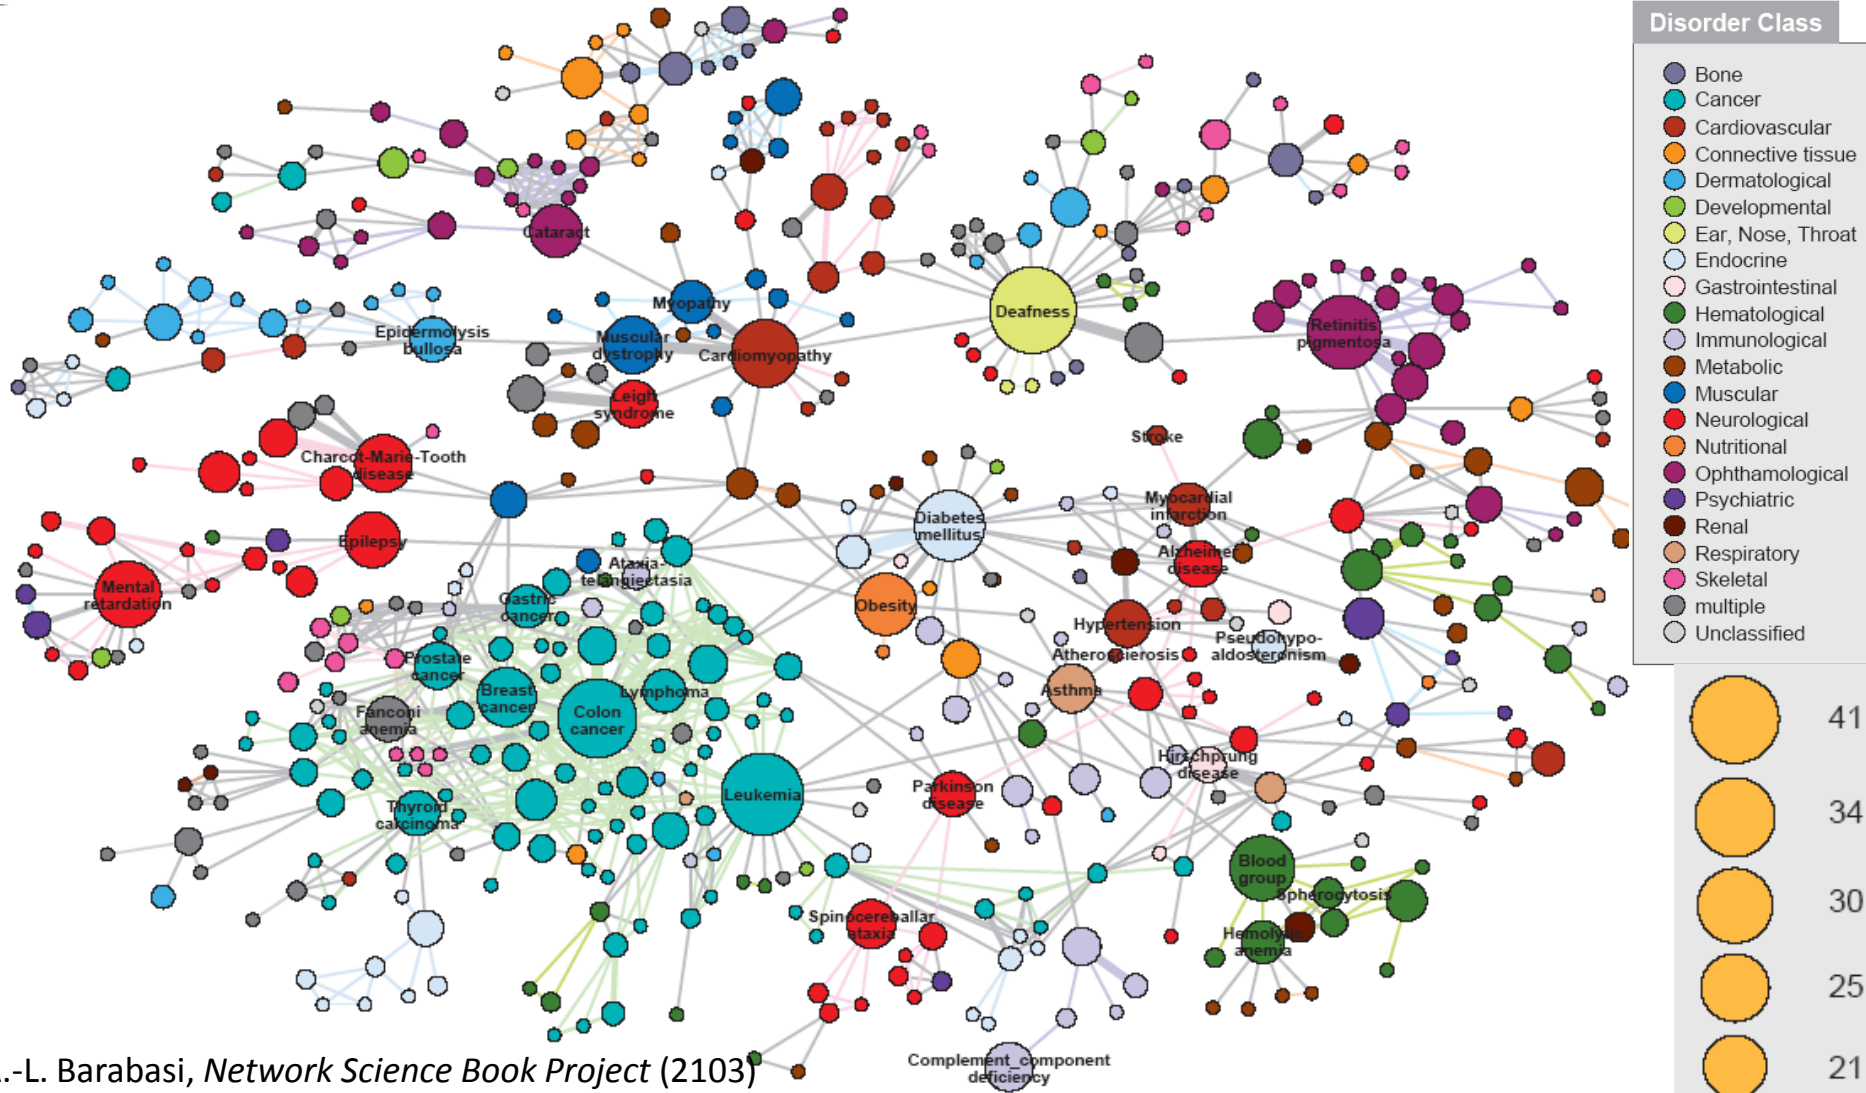 Disorder Class
Bone
Cancer
Cardiovascular
Connective tissue
Dermatological
Developmental
Ear, Nose, Throat
Endocrine
Gastrointestinal
Hematological
Immunological
Metabolic
Muscular
Neurological
Nutritional
Ophthamological
Psychiatric
Renal
Respiratory
Skeletal
multiple
Unclassified
41
34
30
25
21
Cataract
Myopathy
Epidermolysis
bullosa
Muscular
dystrophy
Cardiomyopathy
Leigh
syndrome
Deafness
Retinitis
pigmentosa
Charcot-Marie-Tooth
disease
Stroke
Epilepsy
Mental
retardation
Ataxia-
telangiectasia
Diabetes
mellitus
Myocardial
infarction
Alzheimer
disease
Gastric
cancer
Obesity
Hypertension
Pseudohypo-
aldosteronism
Atherosclerosis
Prostate
cancer
Breast
cancer
Lymphoma
Colon
cancer
Fanconi
anemia
Asthma
Hirschprung
disease
Thyroid
carcinoma
Leukemia
Parkinson
disease
Blood
group
Spherocytosis
Spinocereballar
ataxia
Hemolytic
anemia
Complement_component
deficiency
.-L. Barabasi, Network Science Book Project (2103)